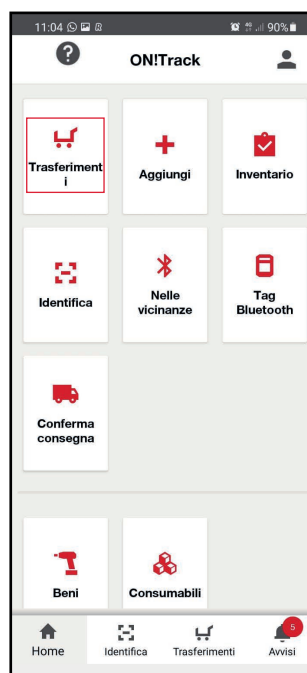 11:04 90%
? ON!Track
Trasferiment
i
Aggiungi
Inventario
Identifica
Nelle
vicinanze
Tag
Bluetooth
Conferma
consegna
Beni
Consumabili
5
Home Identifica Trasferimenti Avvisi